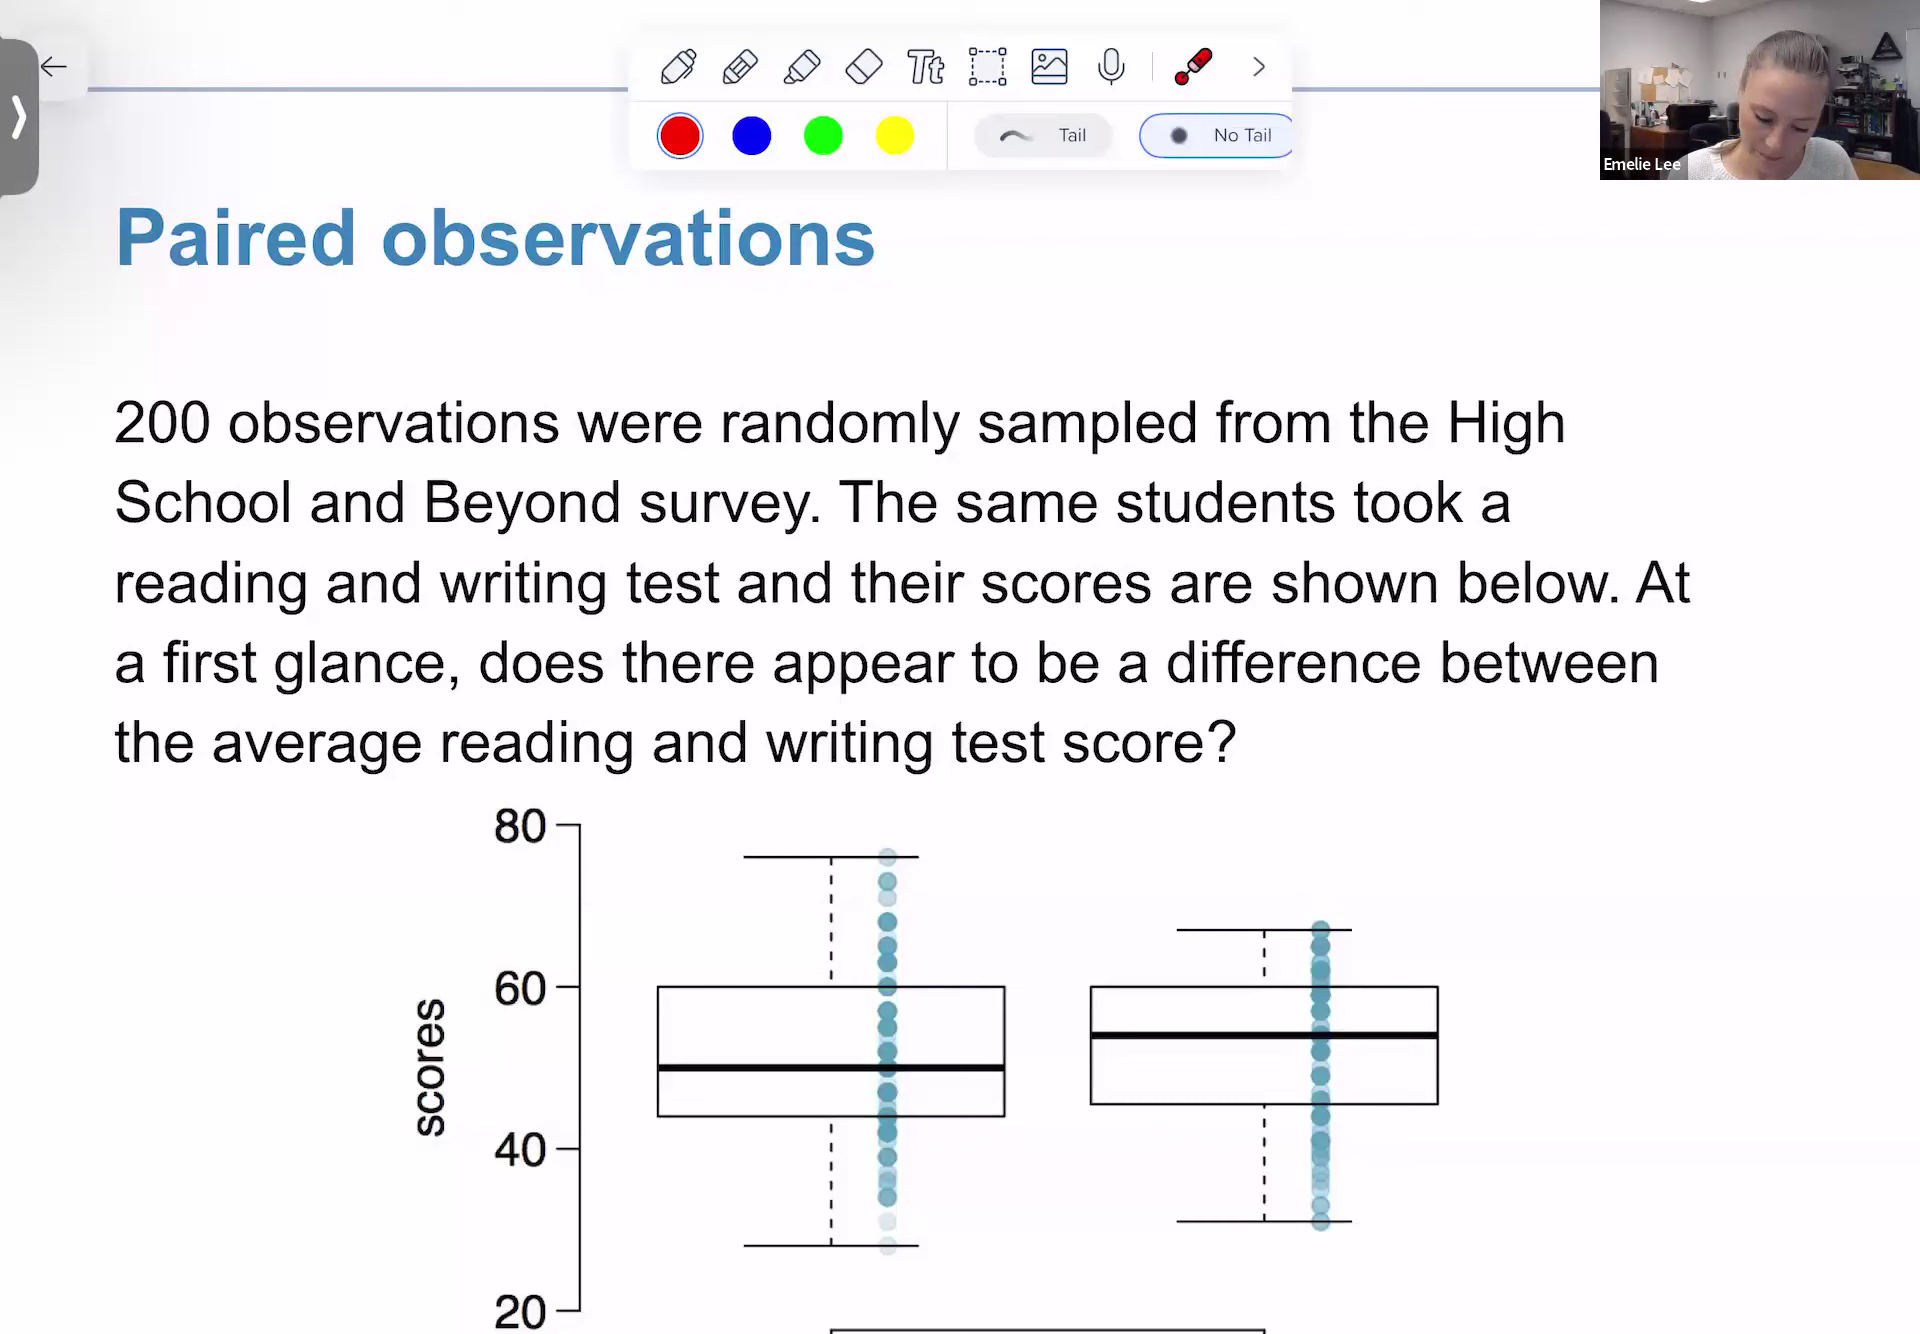 Tt
Tail
No Tail
Emelie Lee
Paired observations
200 observations were randomly sampled from the High
School and Beyond survey. The same students took a
reading and writing test and their scores are shown below. At
a first glance, does there appear to be a difference between
the average reading and writing test score?
80
60
40
20
scores